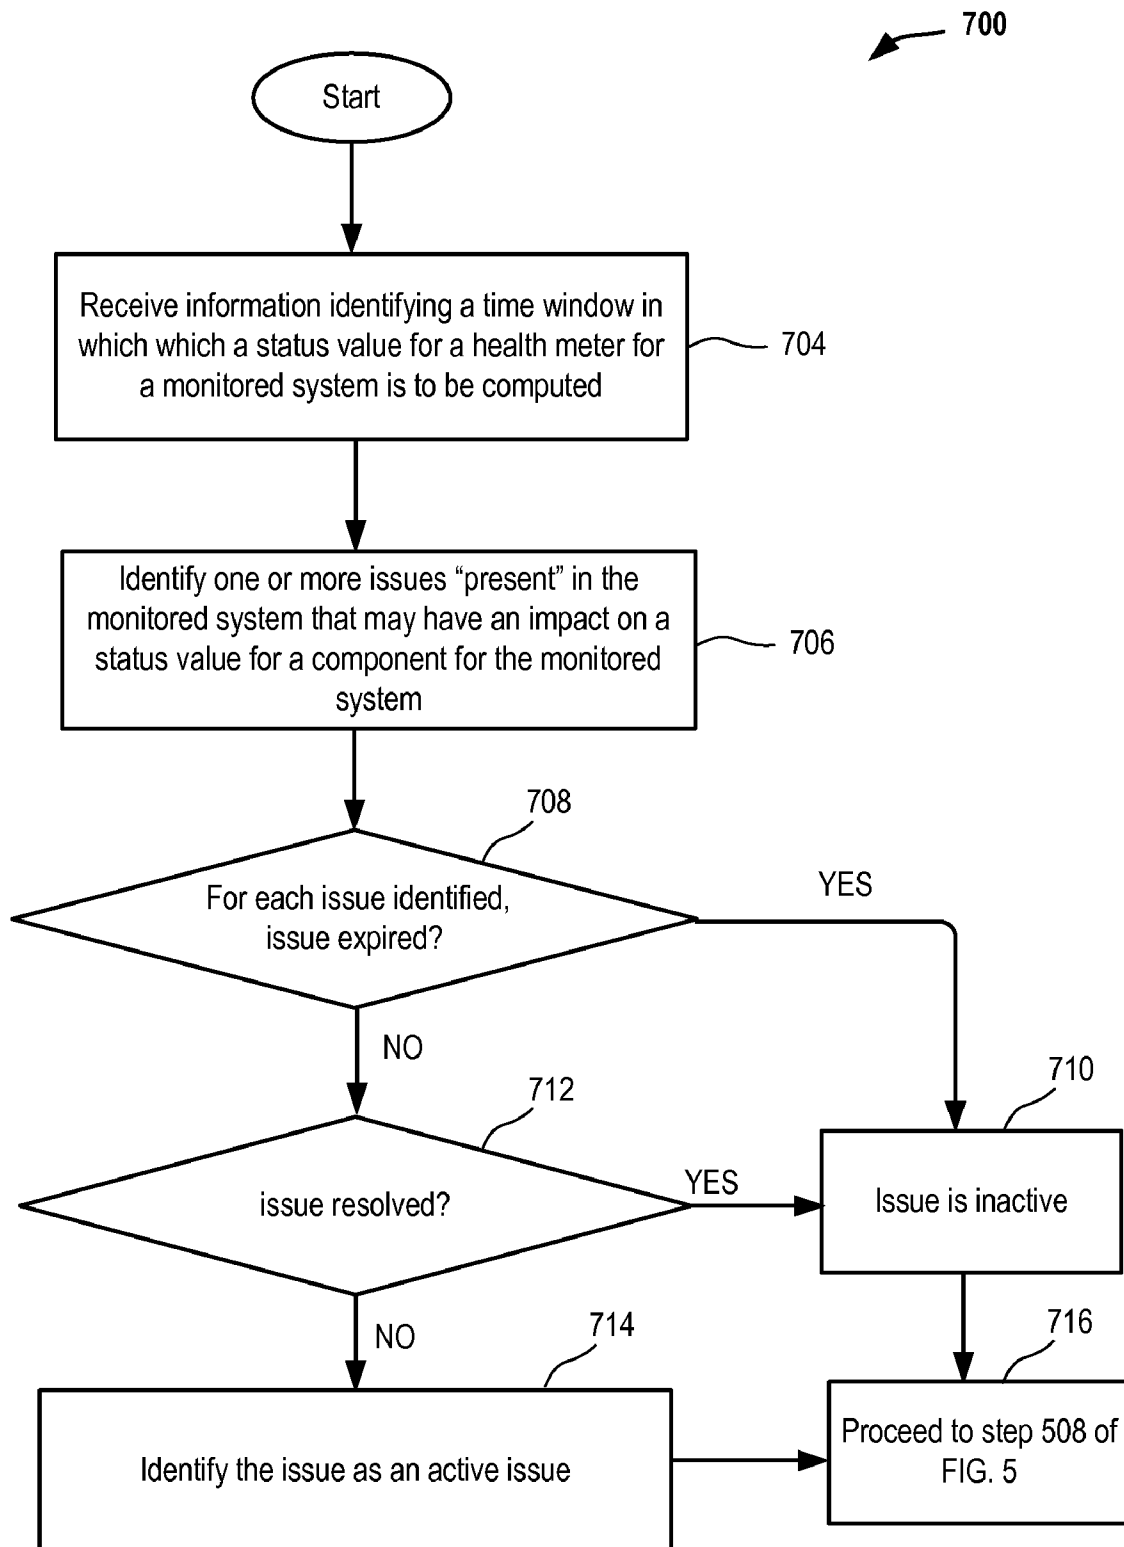 700
Start
Receive information identifying a time window in
which which a status value for a health meter for
a monitored system is to be computed
704
Identify one or more issues “present” in the
monitored system that may have an impact on a
status value for a component for the monitored
system
706
708
For each issue identified,
issue expired?
YES
NO
712
710
issue resolved?
YES
Issue is inactive
NO
714
716
Identify the issue as an active issue
Proceed to step 508 of
FIG. 5